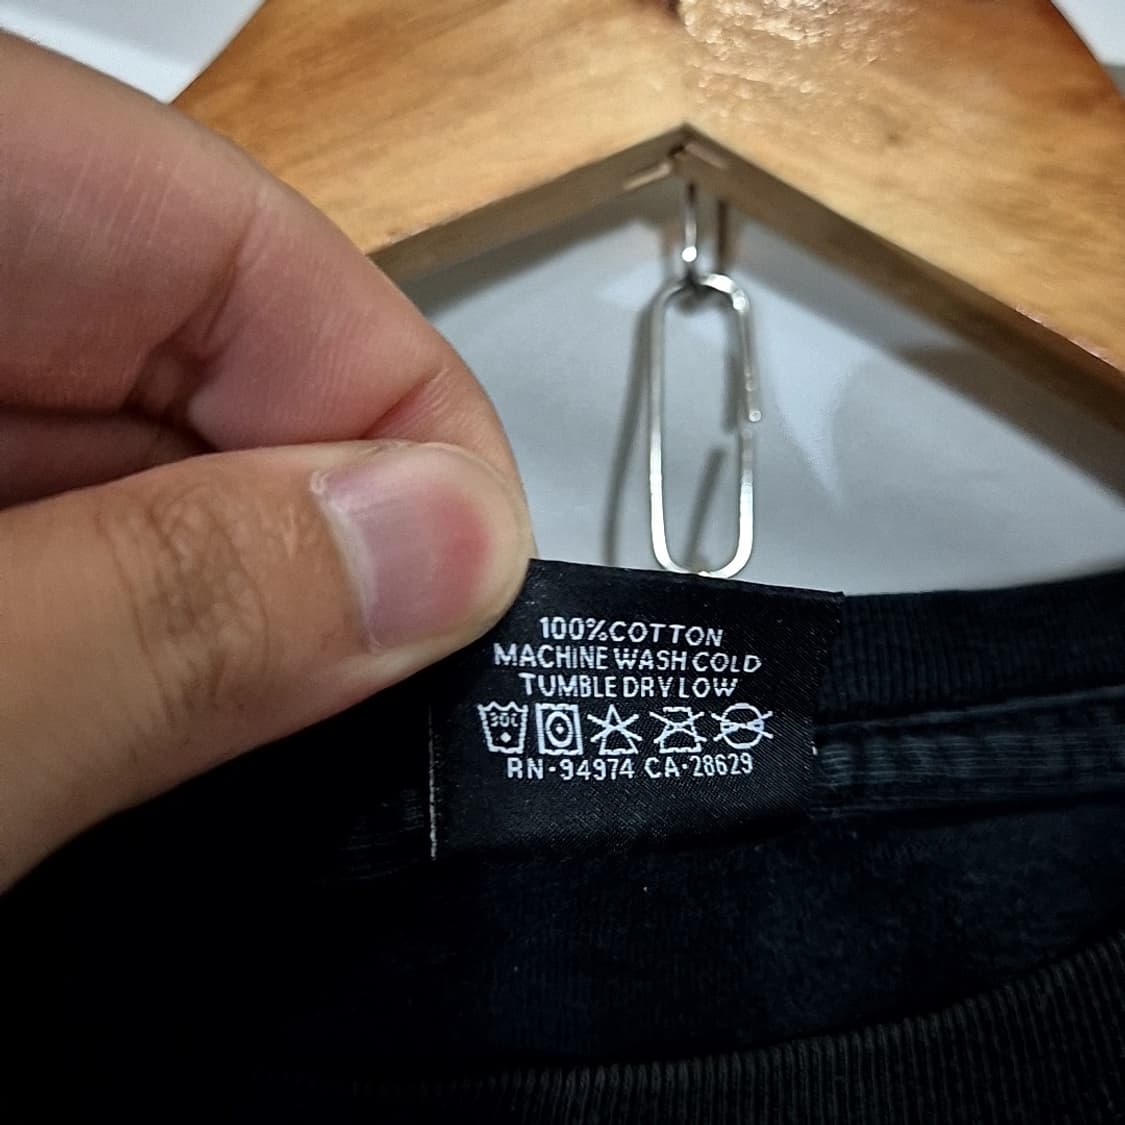 100%COTTON
MACHINE WASH COLD
TUMBLE DRY LOW
30C
RN-94974 CA-28629